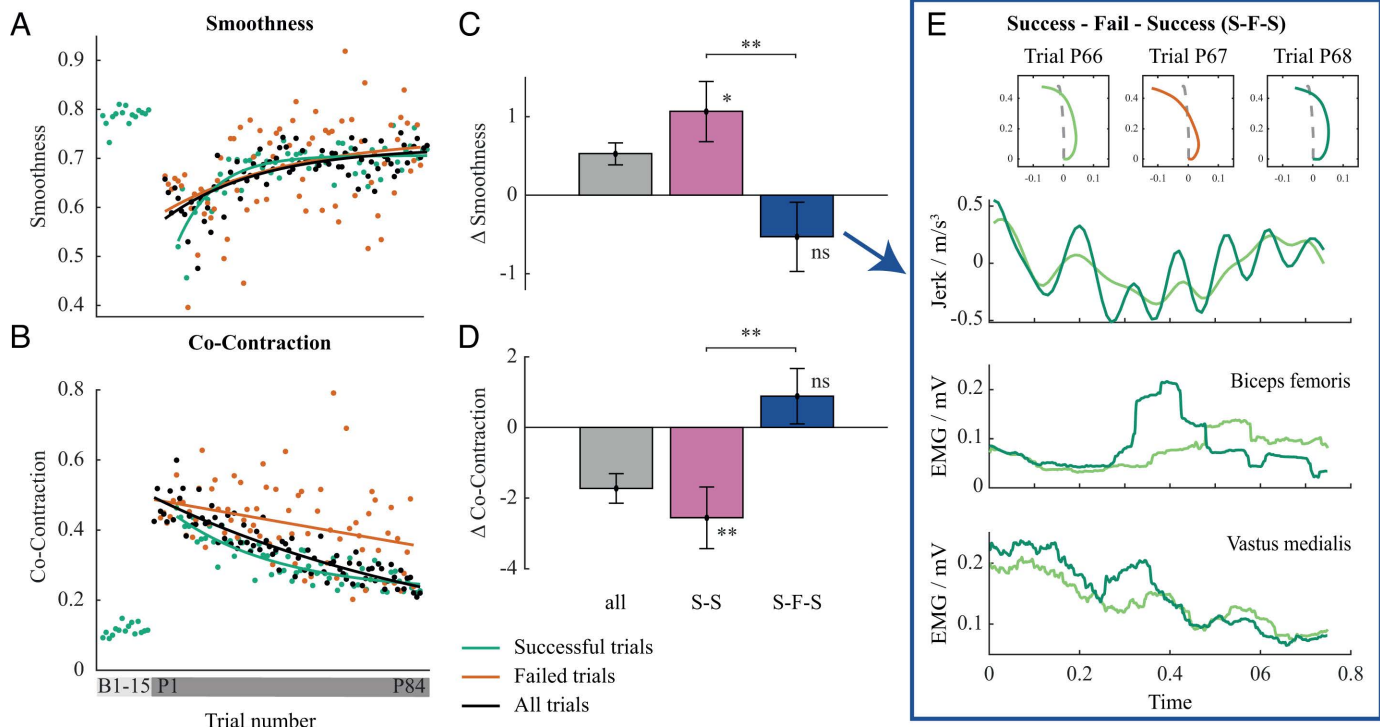 A
Smoothness
0.9
0.8
0.7
0.6
0.5
0.4
Smoothness
B
Co-Contraction
0.8
0.6
0.4
0.2
0
Co-Contraction
B1-15 P1 P84
Trial number
C
**
*
ns
1
0
-1
Δ Smoothness
D
**
ns
**
2
0
-2
-4
Δ Co-Contraction
all S-S S-F-S
Successful trials
Failed trials
All trials
E
Success - Fail - Success (S-F-S)
Trial P66 Trial P67 Trial P68
0.4 0.4 0.4
0.2 0.2 0.2
0 0 0
-0.1 0 0.1 -0.1 0 0.1 -0.1 0 0.1
0.5
0
-0.5
Jerk / m/s³
Biceps femoris
0.2
0.1
0
EMG / mV
Vastus medialis
0.2
0.1
EMG / mV
0 0.2 0.4 0.6 0.8
Time